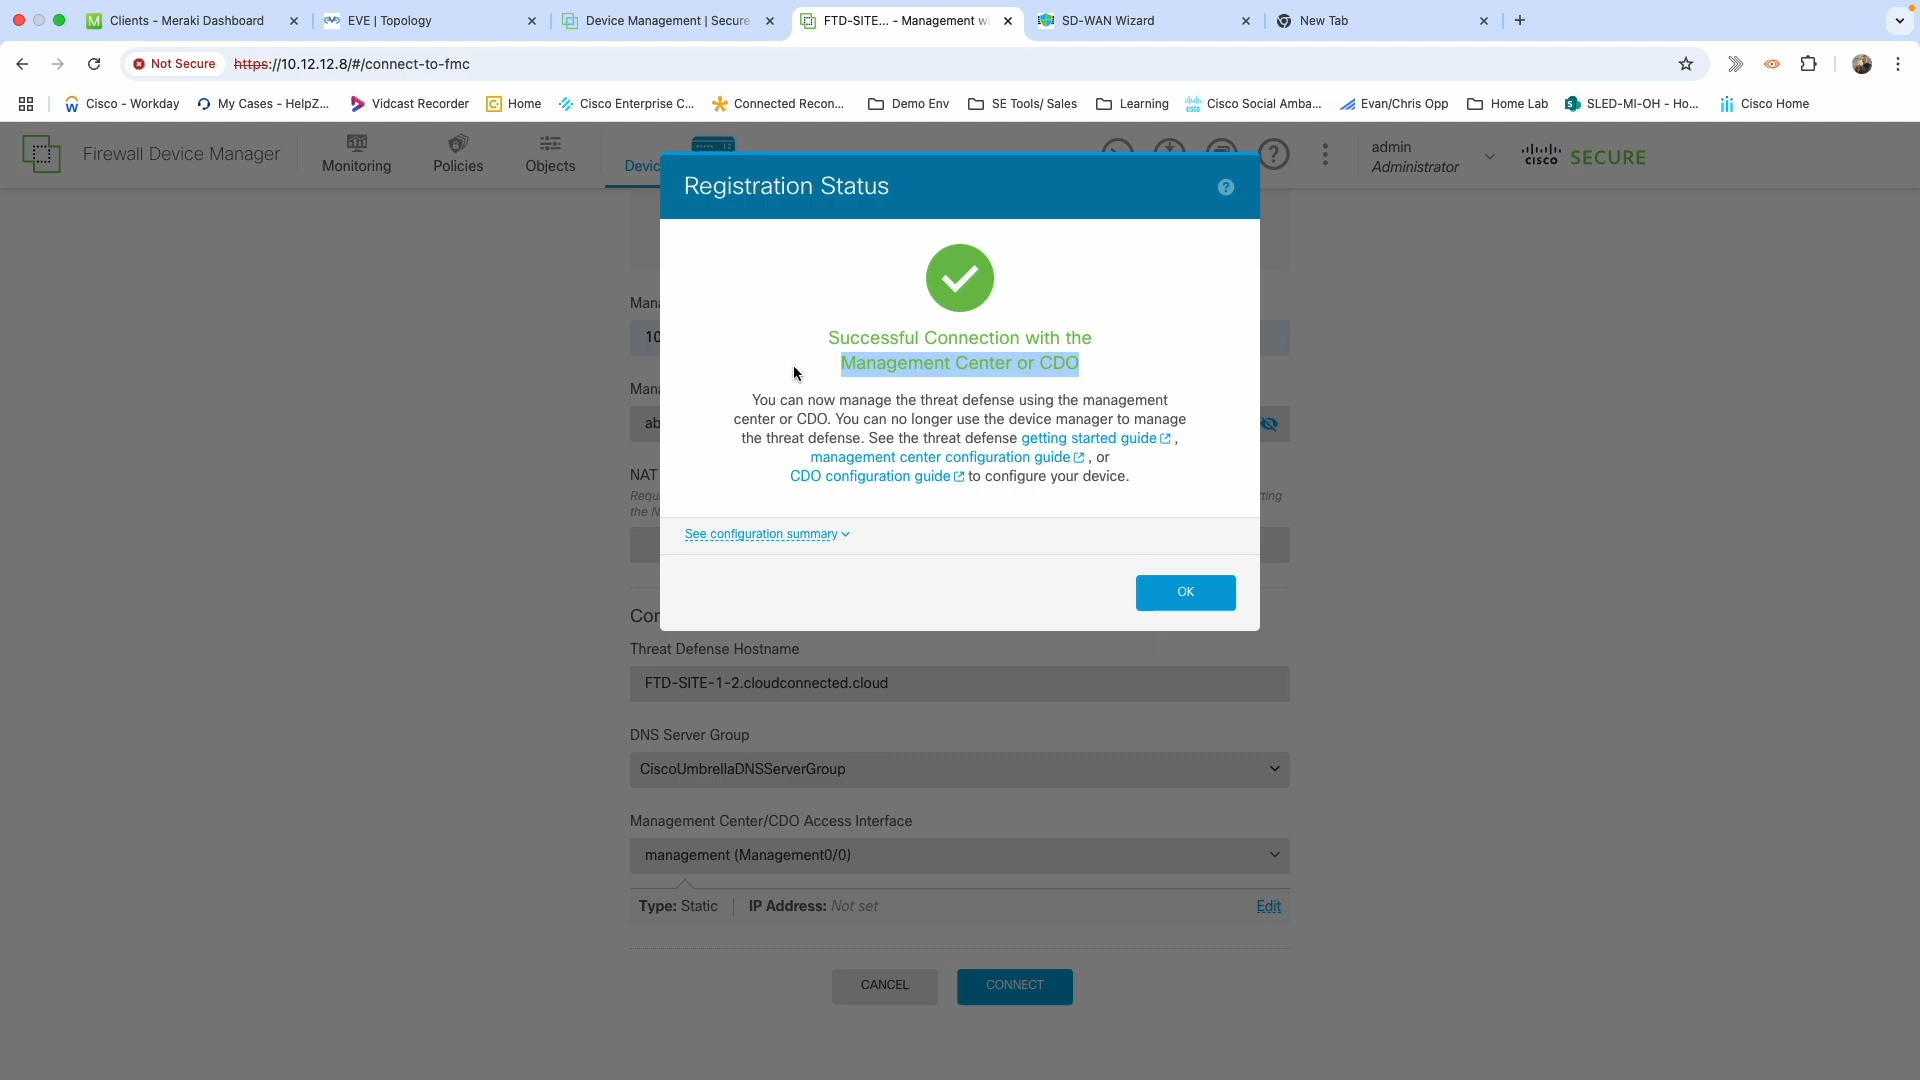 Clients - Meraki Dashboard
EVE | Topology
Device Management | Secure
FTD-SITE... - Management w
SD-WAN Wizard
New Tab
Not Secure https://10.12.12.8/#/connect-to-fmc
Cisco - Workday
My Cases - HelpZ...
Vidcast Recorder
Home
Cisco Enterprise C...
Connected Recon...
Demo Env
SE Tools/ Sales
Learning
Cisco Social Amba...
Evan/Chris Opp
Home Lab
SLED-MI-OH - Ho...
Cisco Home
Firewall Device Manager
Monitoring
Policies
Objects
Devic
admin
Administrator
CISCO SECURE
Registration Status
Successful Connection with the
Management Center or CDO
You can now manage the threat defense using the management
center or CDO. You can no longer use the device manager to manage
the threat defense. See the threat defense getting started guide ,
management center configuration guide , or
CDO configuration guide to configure your device.
See configuration summary
OK
Mana
10
Mana
ab
NAT
Requi
tting
the N
Con
Threat Defense Hostname
FTD-SITE-1-2.cloudconnected.cloud
DNS Server Group
CiscoUmbrellaDNSServerGroup
Management Center/CDO Access Interface
management (Management0/0)
Type: Static | IP Address: Not set
Edit
CANCEL
CONNECT